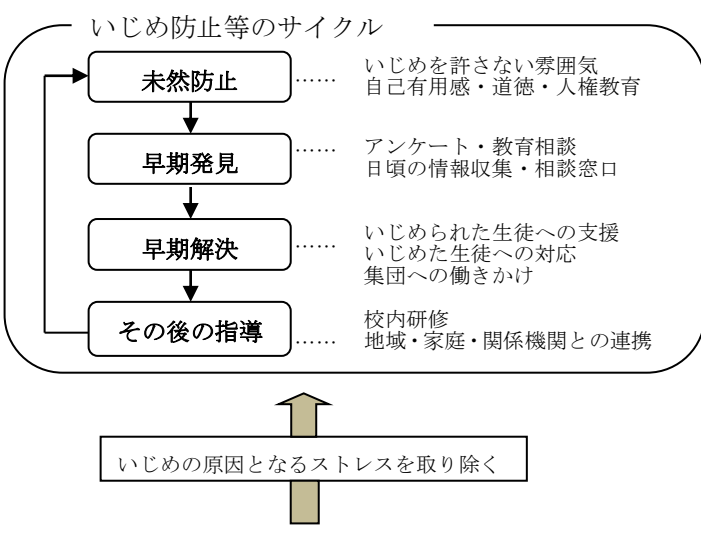 いじめ防止等のサイクル
未然防止 …… いじめを許さない雰囲気
自己有用感・道徳・人権教育
早期発見 …… アンケート・教育相談
日頃の情報収集・相談窓口
早期解決 …… いじめられた生徒への支援
いじめた生徒への対応
集団への働きかけ
その後の指導 …… 校内研修
地域・家庭・関係機関との連携
いじめの原因となるストレスを取り除く